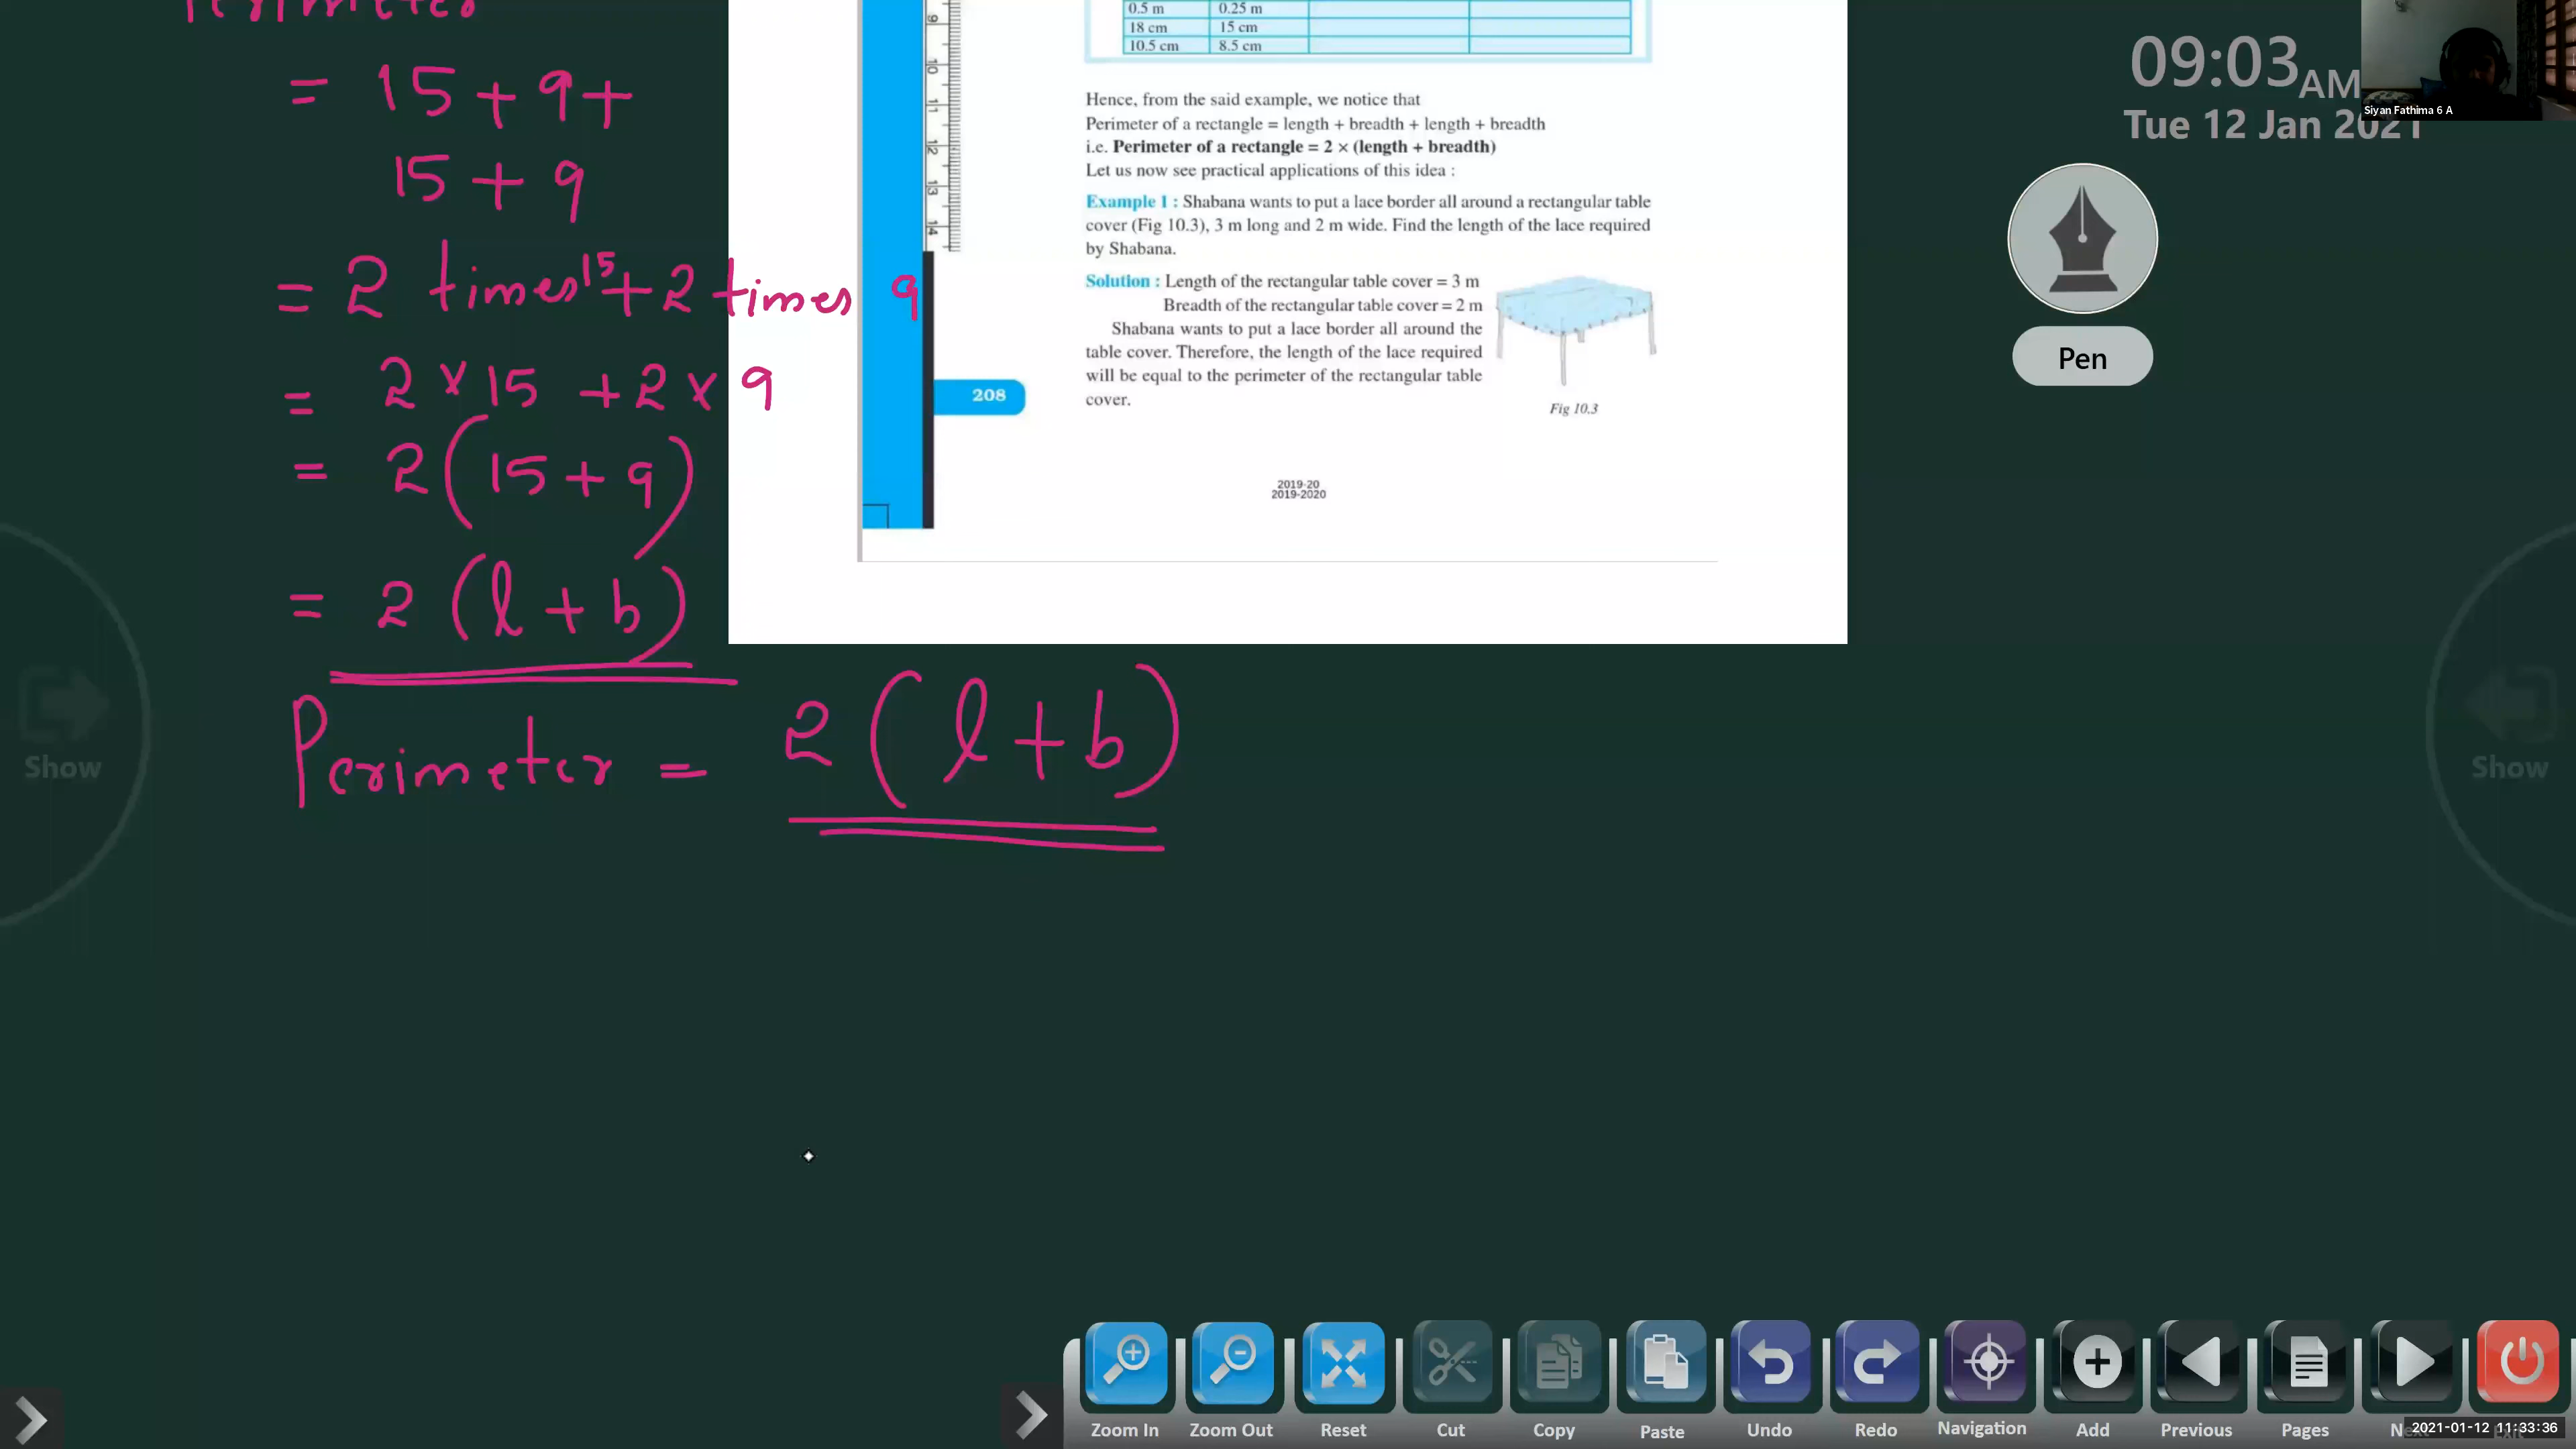 Perimeter
= 15 + 9 +
15 + 9
= 2 times 15 + 2 times 9
= 2 × 15 + 2 × 9
= 2 (15 + 9)
= 2 (l + b)
Perimeter = 2 (l + b)
0.5 m 0.25 m
18 cm 15 cm
10.5 cm 8.5 cm
9
10
11
12
13
14
Hence, from the said example, we notice that
Perimeter of a rectangle = length + breadth + length + breadth
i.e. Perimeter of a rectangle = 2 × (length + breadth)
Let us now see practical applications of this idea :
Example 1 : Shabana wants to put a lace border all around a rectangular table
cover (Fig 10.3), 3 m long and 2 m wide. Find the length of the lace required
by Shabana.
Solution : Length of the rectangular table cover = 3 m
Breadth of the rectangular table cover = 2 m
Shabana wants to put a lace border all around the
table cover. Therefore, the length of the lace required
will be equal to the perimeter of the rectangular table
cover.
Fig 10.3
208
2019-20
2019-2020
09:03 AM
Tue 12 Jan 2021
Siyan Fathima 6 A
Pen
Show
Show
Zoom In Zoom Out Reset Cut Copy Paste Undo Redo Navigation Add Previous Pages
2021-01-12 11:33:36